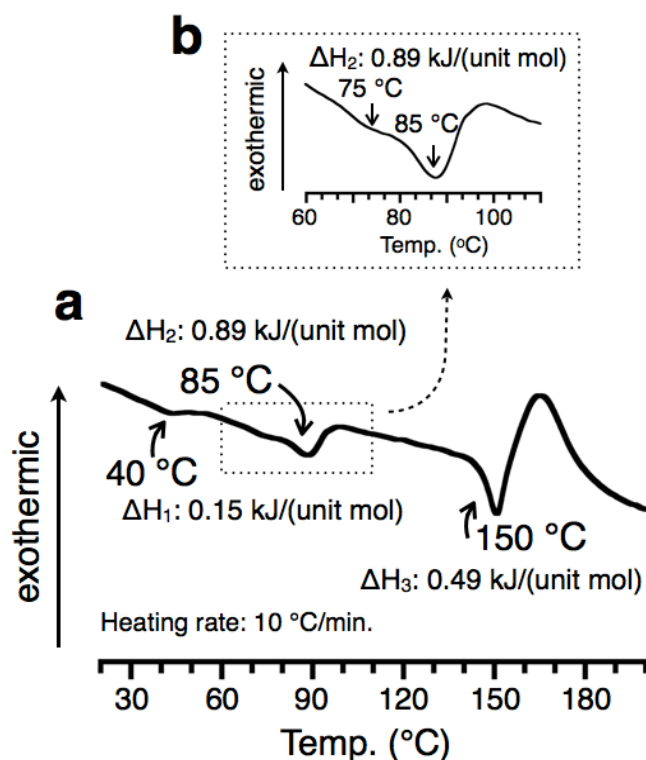 b
ΔH₂: 0.89 kJ/(unit mol)
75 °C
85 °C
exothermic
60 80 100
Temp. (°C)
a
ΔH₂: 0.89 kJ/(unit mol)
85 °C
40 °C
ΔH₁: 0.15 kJ/(unit mol)
150 °C
ΔH₃: 0.49 kJ/(unit mol)
exothermic
Heating rate: 10 °C/min.
30 60 90 120 150 180
Temp. (°C)